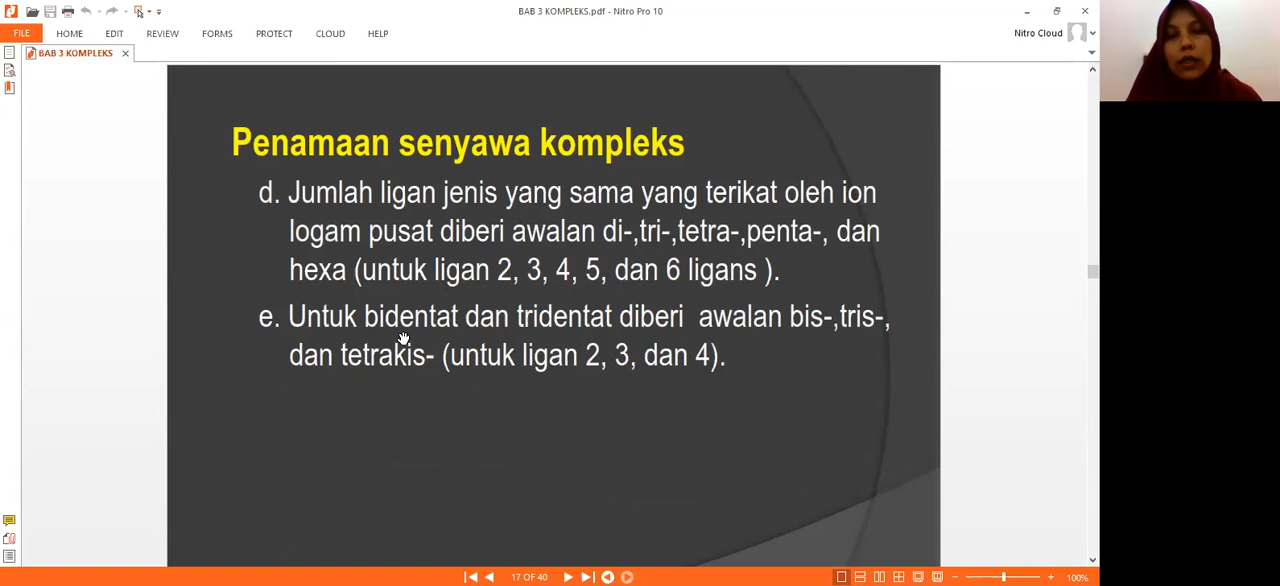 BAB 3 KOMPLEKS.pdf - Nitro Pro 10
FILE HOME EDIT REVIEW FORMS PROTECT CLOUD HELP
Nitro Cloud
BAB 3 KOMPLEKS
Penamaan senyawa kompleks
d. Jumlah ligan jenis yang sama yang terikat oleh ion
logam pusat diberi awalan di-,tri-,tetra-,penta-, dan
hexa (untuk ligan 2, 3, 4, 5, dan 6 ligans ).
e. Untuk bidentat dan tridentat diberi awalan bis-,tris-,
dan tetrakis- (untuk ligan 2, 3, dan 4).
17 OF 40
100%